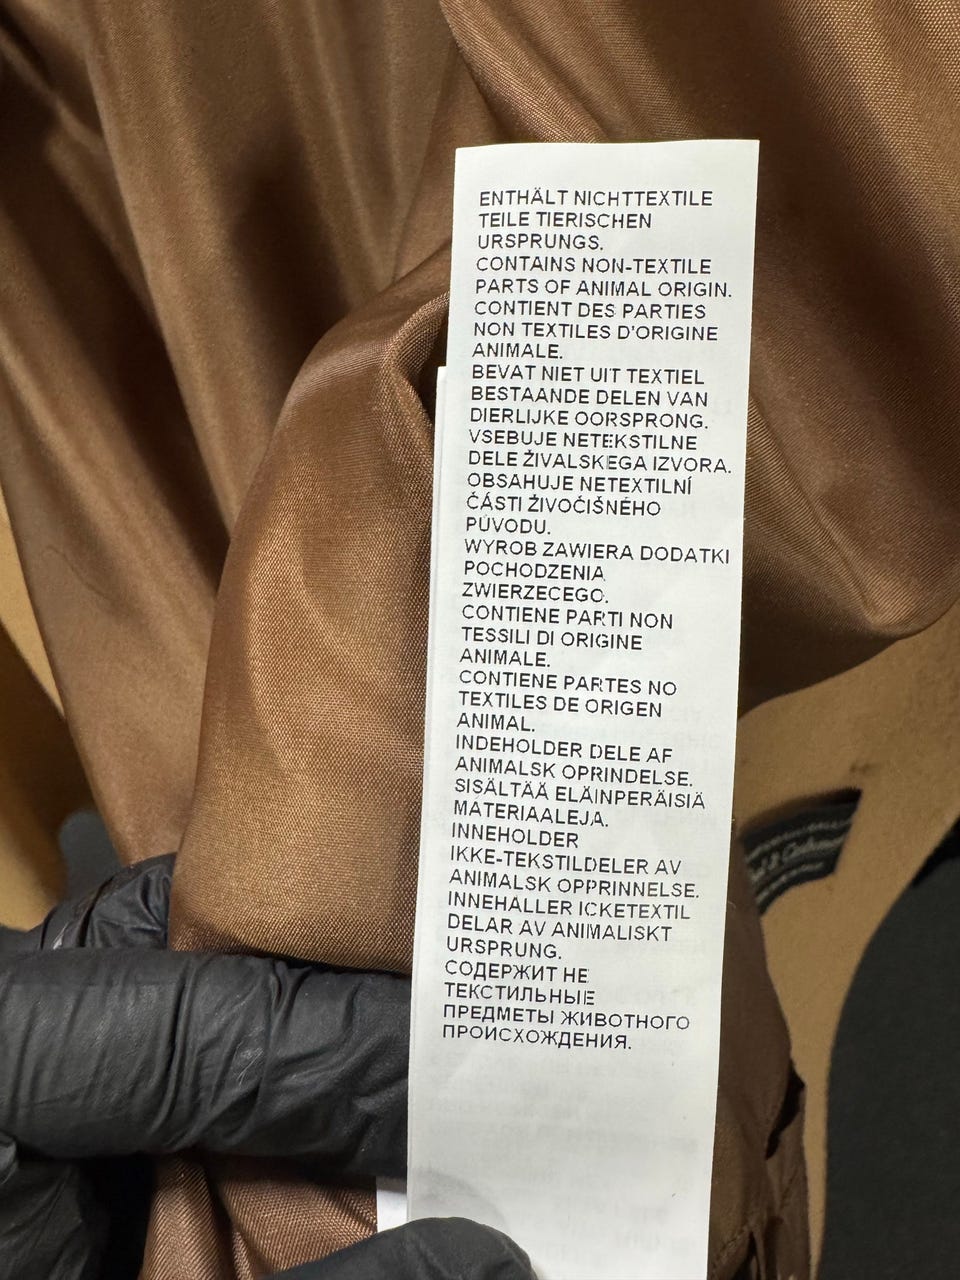 ENTHÄLT NICHTTEXTILE
TEILE TIERISCHEN
URSPRUNGS.
CONTAINS NON-TEXTILE
PARTS OF ANIMAL ORIGIN.
CONTIENT DES PARTIES
NON TEXTILES D'ORIGINE
ANIMALE.
BEVAT NIET UIT TEXTIEL
BESTAANDE DELEN VAN
DIERLIJKE OORSPRONG.
VSEBUJE NETEKSTILNE
DELE ŽIVALSKEGA IZVORA.
OBSAHUJE NETEXTILNÍ
ČÁSTI ŽIVOČIŠNÉHO
PŮVODU.
WYROB ZAWIERA DODATKI
POCHODZENIA
ZWIERZECEGO.
CONTIENE PARTI NON
TESSILI DI ORIGINE
ANIMALE.
CONTIENE PARTES NO
TEXTILES DE ORIGEN
ANIMAL.
INDEHOLDER DELE AF
ANIMALSK OPRINDELSE.
SISÄLTÄÄ ELÄINPERÄISIÄ
MATERIAALEJA.
INNEHOLDER
IKKE-TEKSTILDELER AV
ANIMALSK OPPRINNELSE.
INNEHÅLLER ICKETEXTIL
DELAR AV ANIMALISKT
URSPRUNG.
СОДЕРЖИТ НЕ
ТЕКСТИЛЬНЫЕ
ПРЕДМЕТЫ ЖИВОТНОГО
ПРОИСХОЖДЕНИЯ.